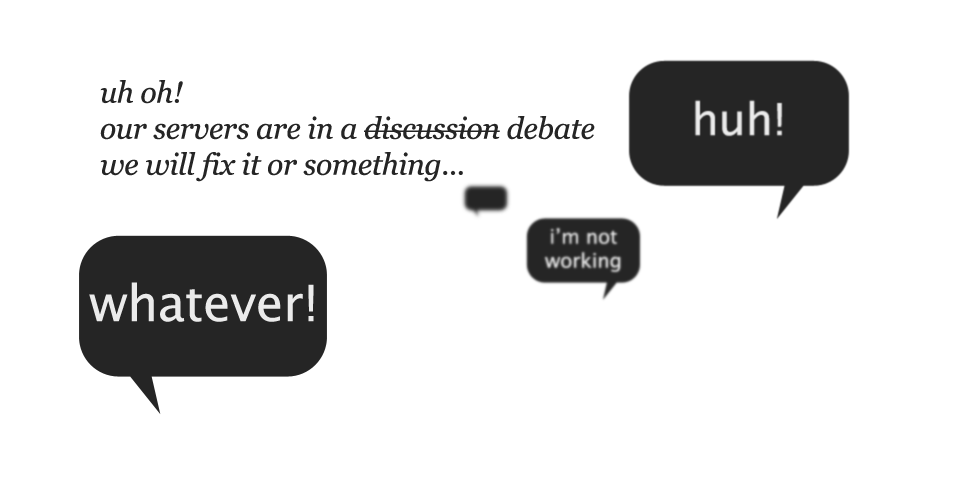 uh oh!
our servers are in a discussion debate
we will fix it or something...
huh!
i'm not
working
whatever!